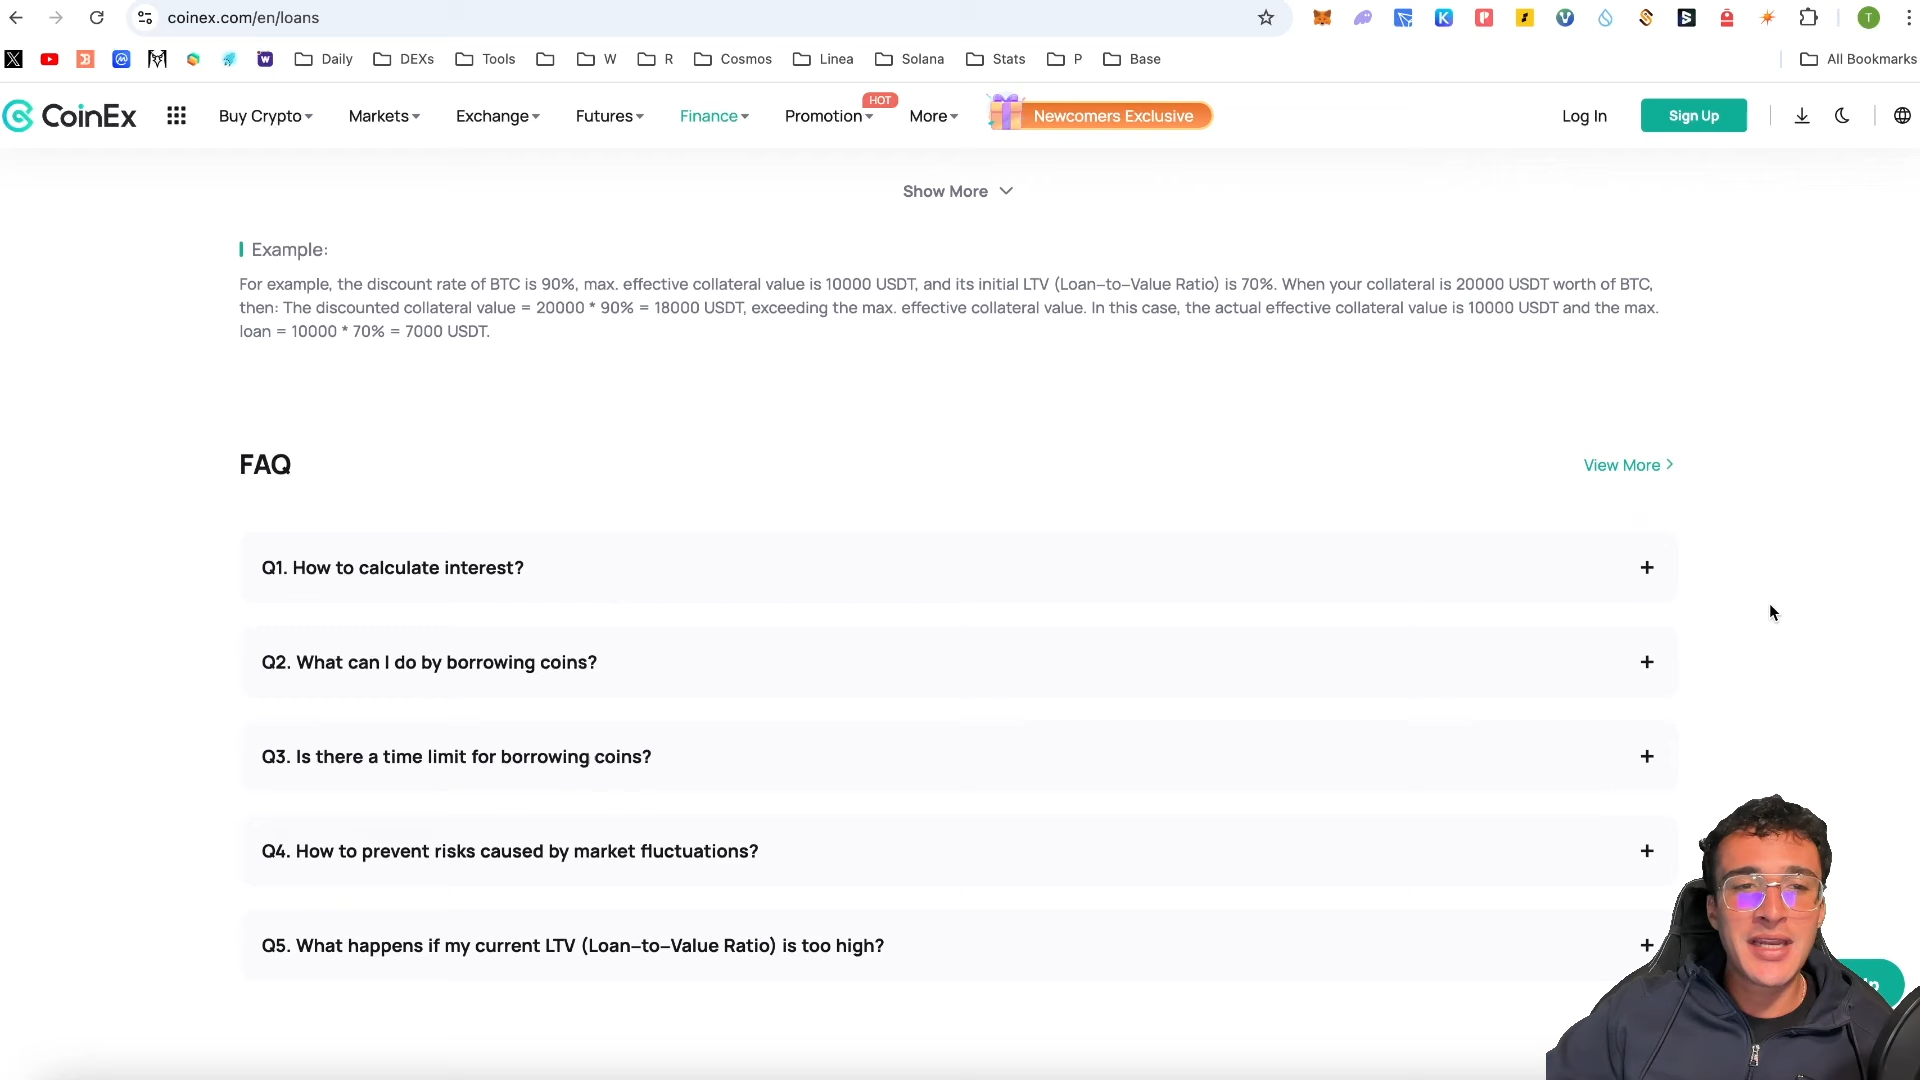 coinex.com/en/loans
Daily DEXs Tools W R Cosmos Linea Solana Stats P Base All Bookmarks
CoinEx Buy Crypto Markets Exchange Futures Finance Promotion HOT More Newcomers Exclusive Log In Sign Up
Show More
Example:
For example, the discount rate of BTC is 90%, max. effective collateral value is 10000 USDT, and its initial LTV (Loan–to–Value Ratio) is 70%. When your collateral is 20000 USDT worth of BTC,
then: The discounted collateral value = 20000 * 90% = 18000 USDT, exceeding the max. effective collateral value. In this case, the actual effective collateral value is 10000 USDT and the max.
loan = 10000 * 70% = 7000 USDT.
FAQ
View More
Q1. How to calculate interest?
Q2. What can I do by borrowing coins?
Q3. Is there a time limit for borrowing coins?
Q4. How to prevent risks caused by market fluctuations?
Q5. What happens if my current LTV (Loan–to–Value Ratio) is too high?